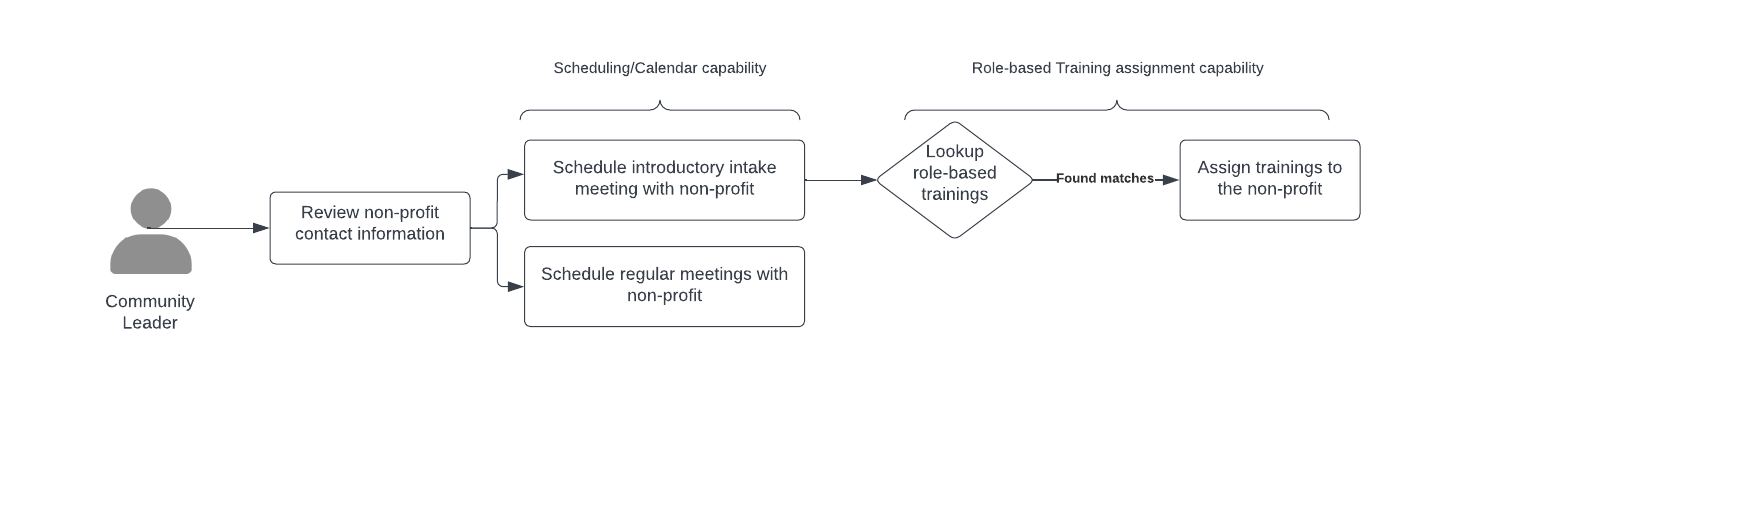 Scheduling/Calendar capability
Role-based Training assignment capability
Community
Leader
Review non-profit
contact information
Schedule introductory intake
meeting with non-profit
Schedule regular meetings with
non-profit
Lookup
role-based
trainings
Found matches
Assign trainings to
the non-profit